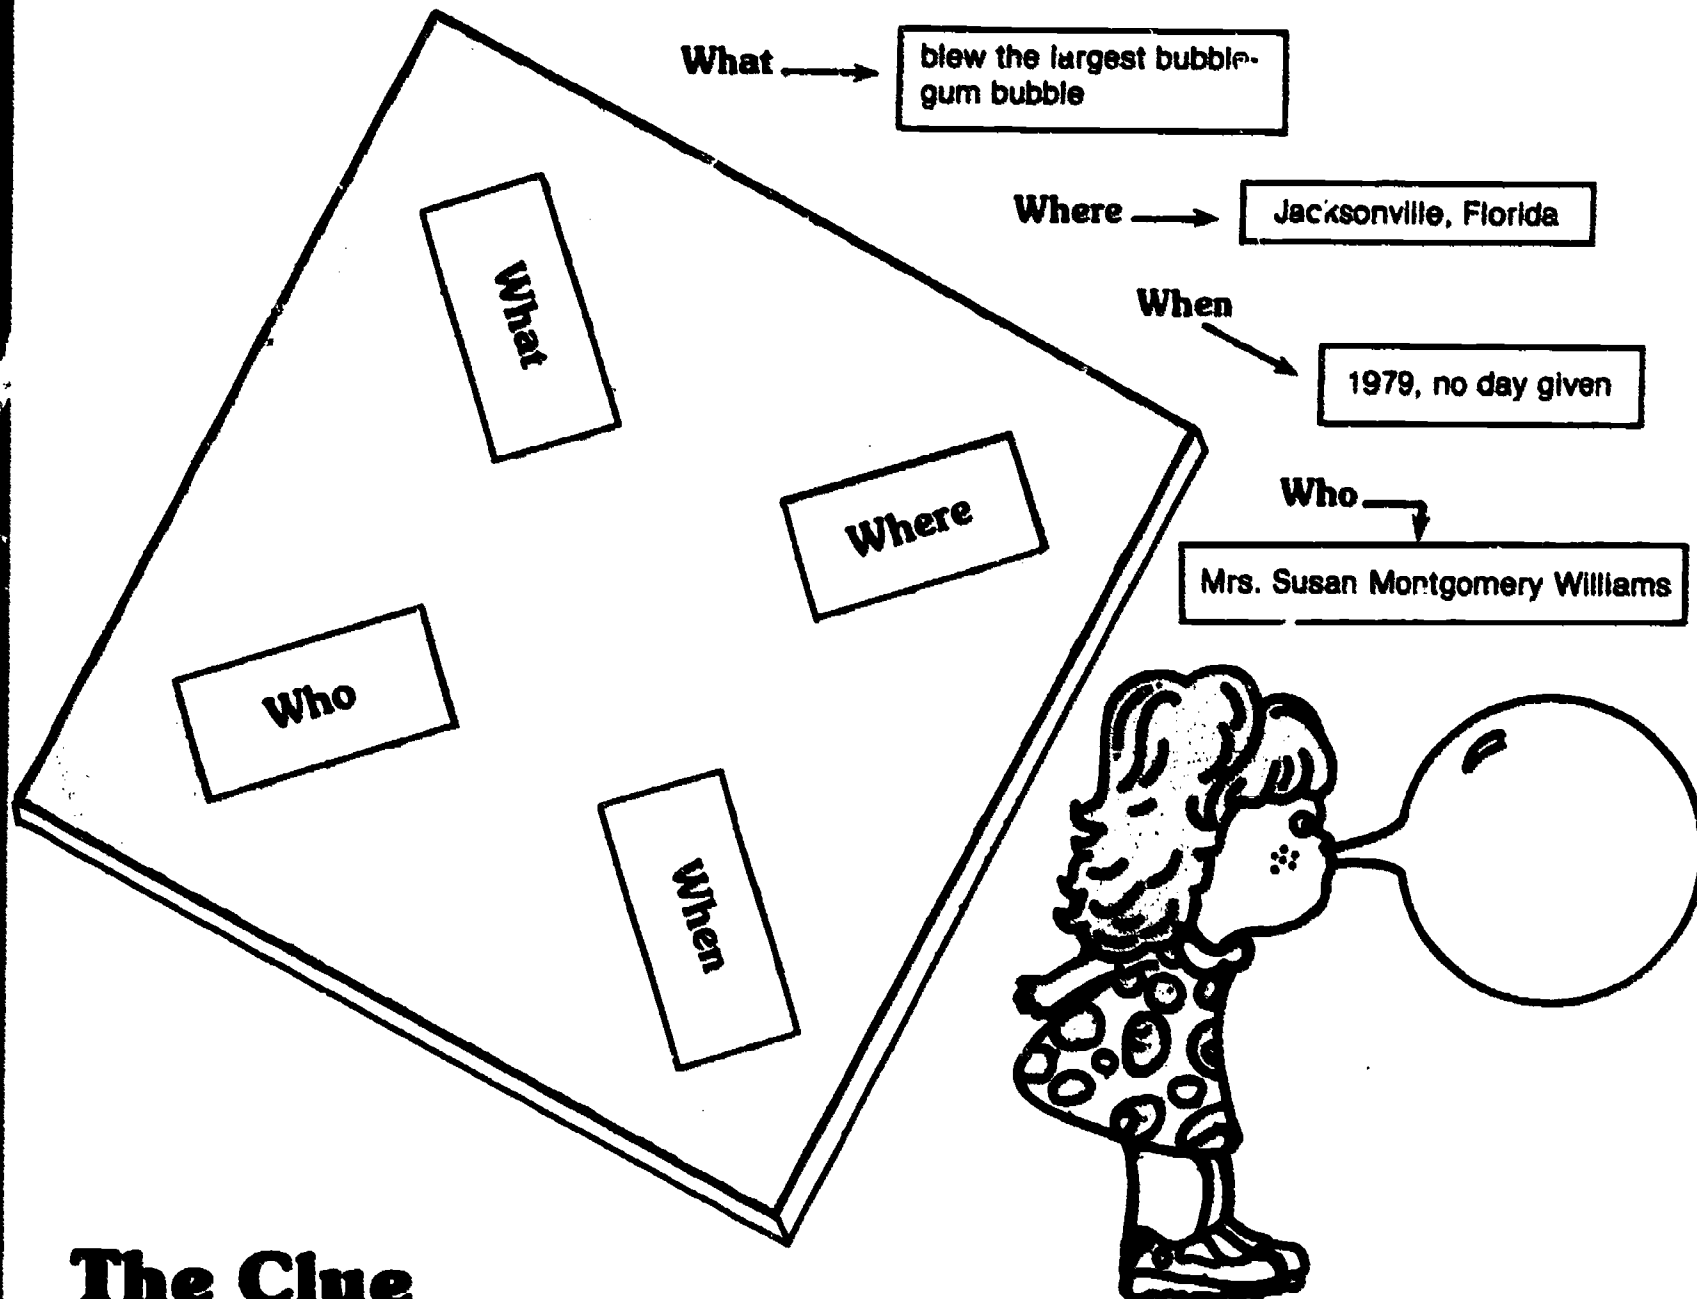 What
blew the largest bubble-
gum bubble
Where
Jacksonville, Florida
When
1979, no day given
Who
Mrs. Susan Montgomery Williams
What
Where
Who
When
The Clue